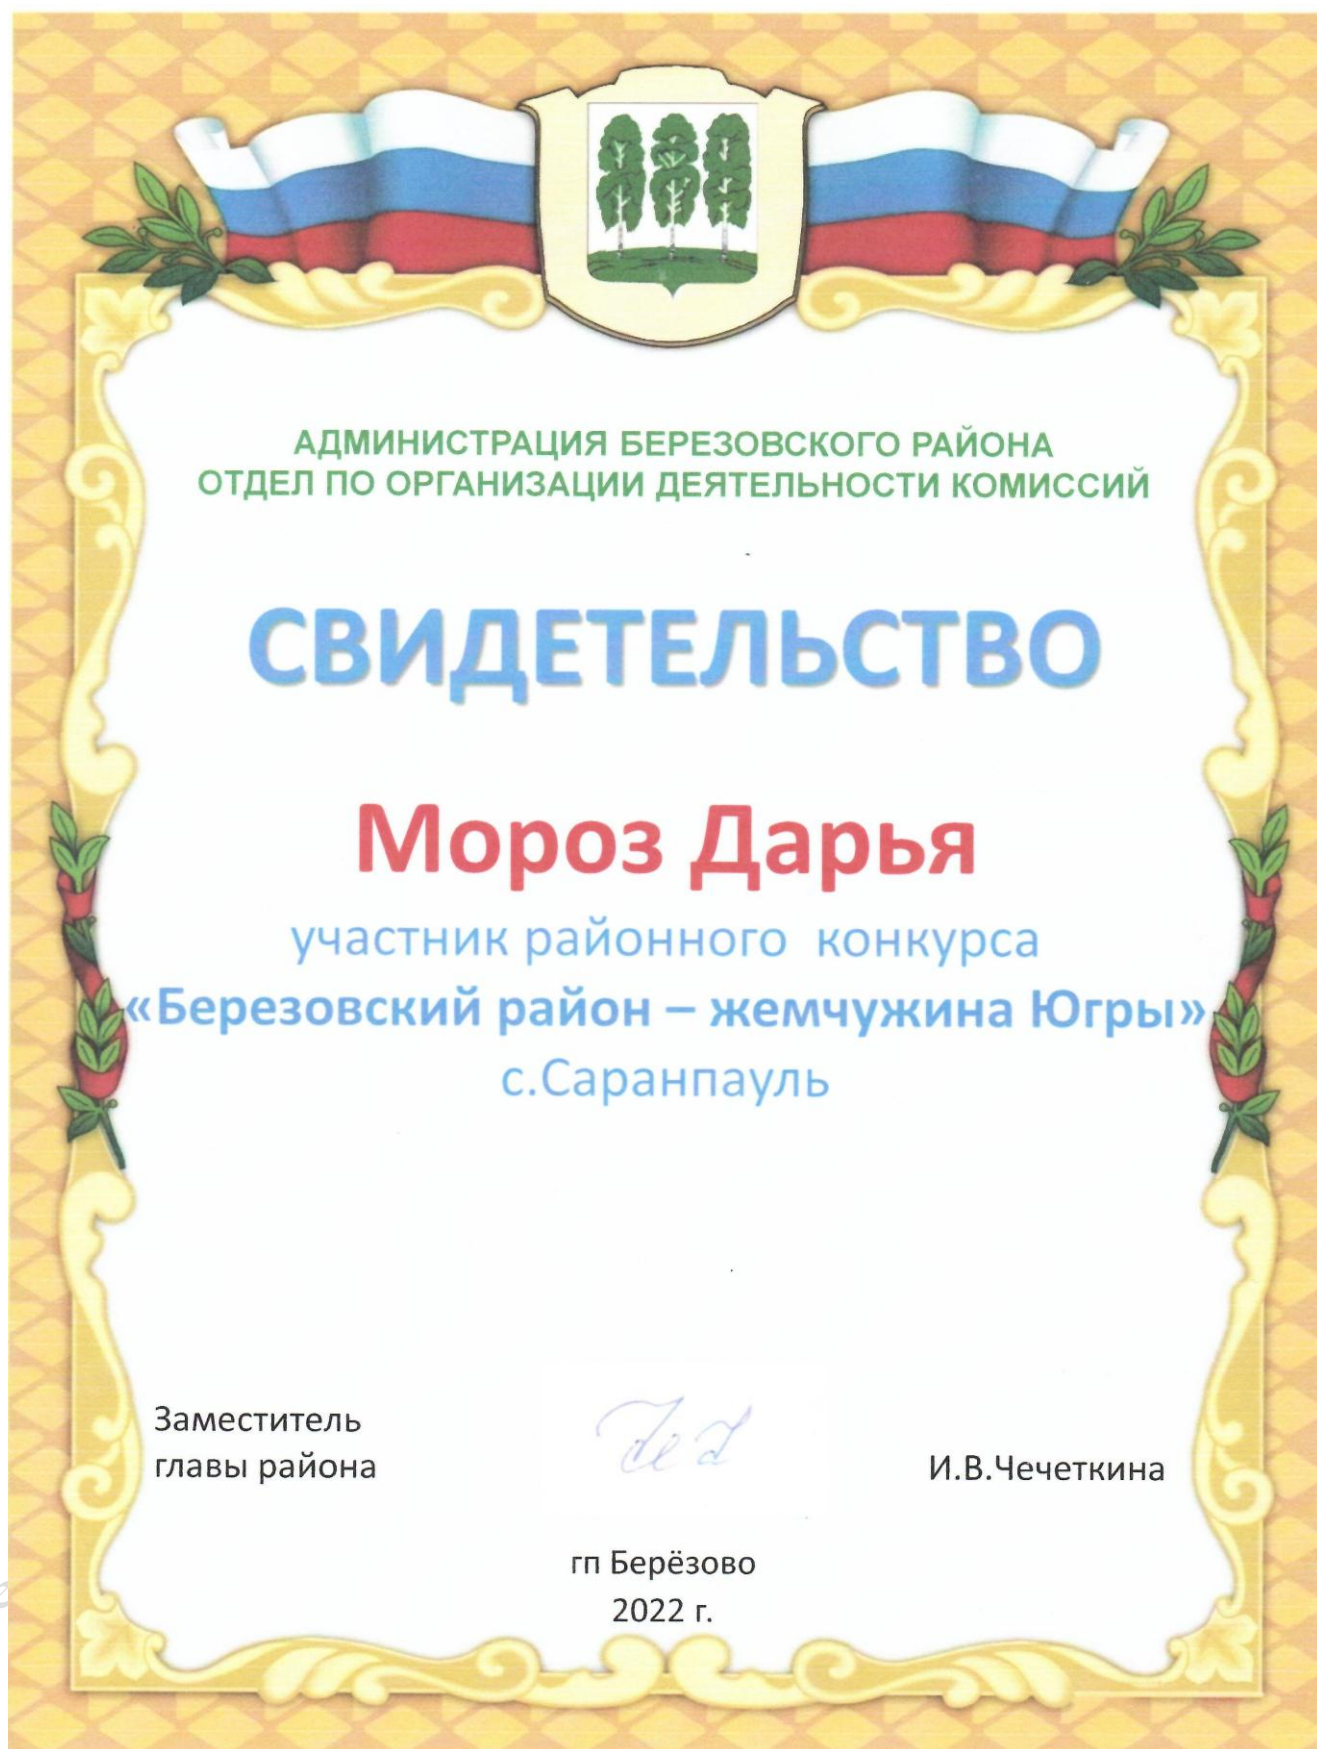 АДМИНИСТРАЦИЯ БЕРЕЗОВСКОГО РАЙОНА
ОТДЕЛ ПО ОРГАНИЗАЦИИ ДЕЯТЕЛЬНОСТИ КОМИССИЙ
СВИДЕТЕЛЬСТВО
Мороз Дарья
участник районного конкурса
«Березовский район – жемчужина Югры»
с.Саранпауль
Заместитель
главы района
И.В.Чечеткина
гп Берёзово
2022 г.